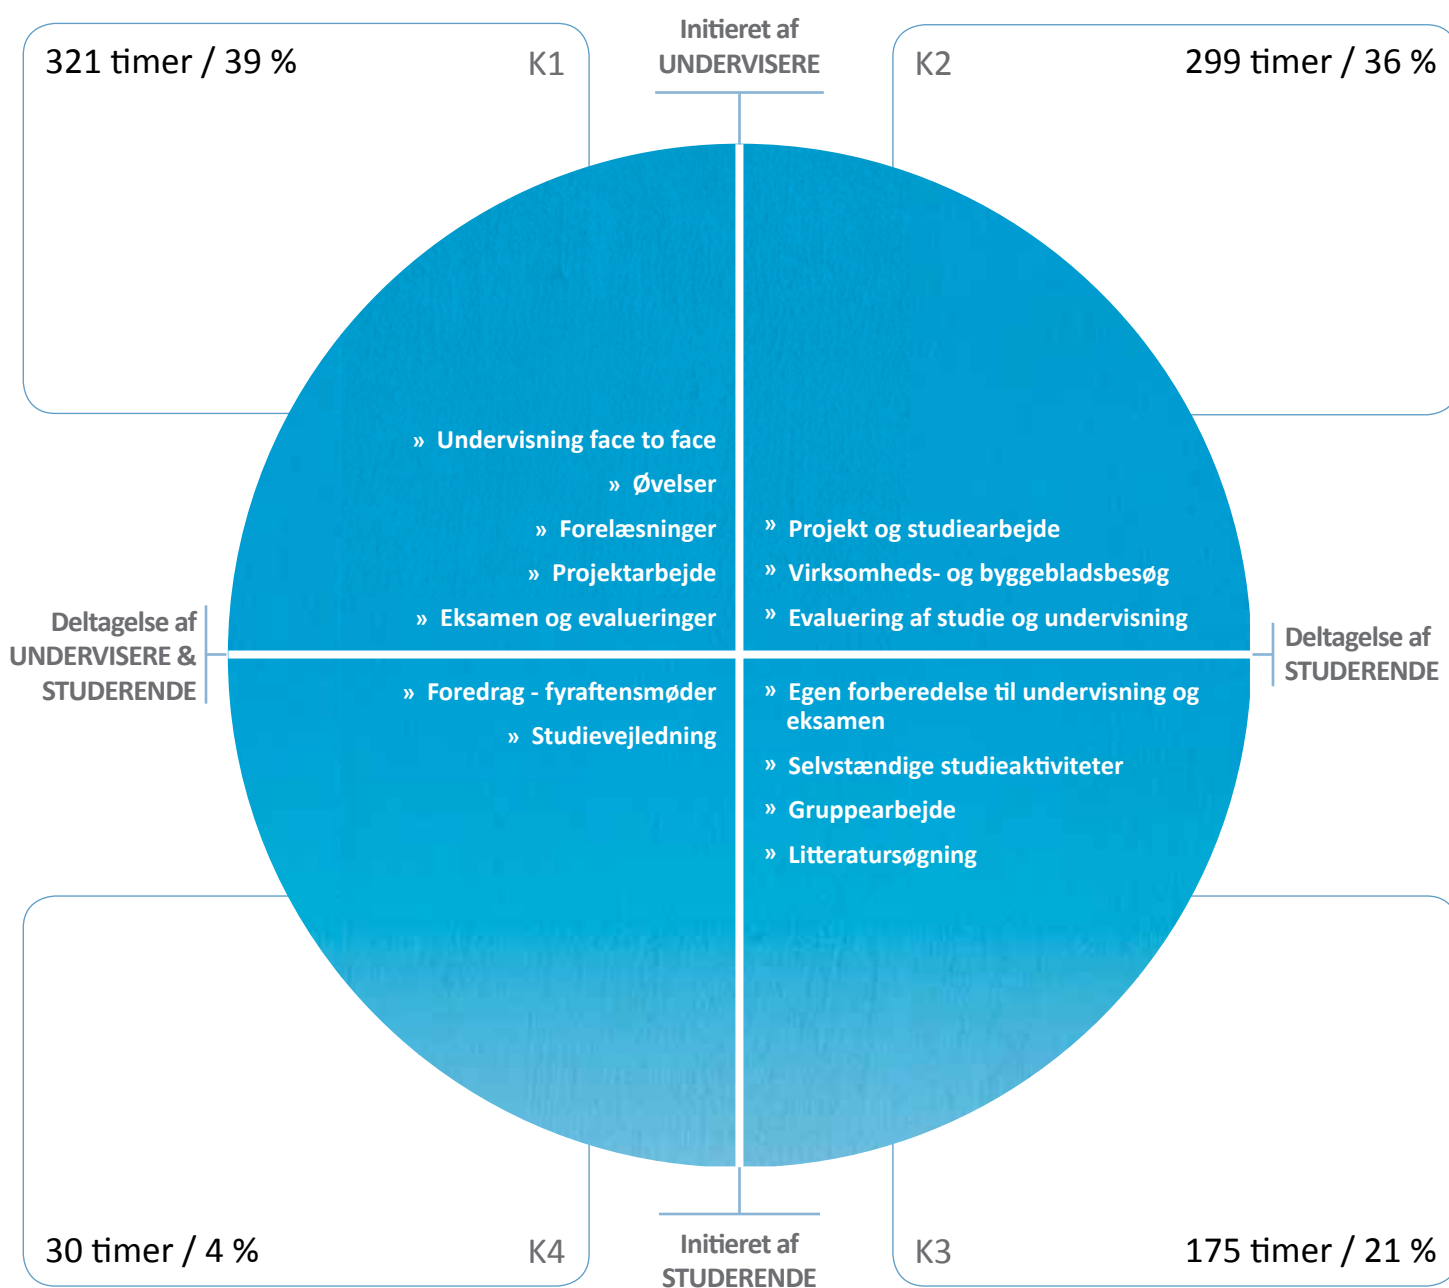 321 timer / 39 %
K1
Initieret af
UNDERVISERE
K2
299 timer / 36 %
» Undervisning face to face
» Øvelser
» Forelæsninger
» Projektarbejde
» Eksamen og evalueringer
» Projekt og studiearbejde
» Virksomheds- og byggebladsbesøg
» Evaluering af studie og undervisning
Deltagelse af
UNDERVISERE &
STUDERENDE
Deltagelse af
STUDERENDE
» Foredrag - fyraftensmøder
» Studievejledning
» Egen forberedelse til undervisning og
eksamen
» Selvstændige studieaktiviteter
» Gruppearbejde
» Litteratursøgning
30 timer / 4 %
K4
Initieret af
STUDERENDE
K3
175 timer / 21 %